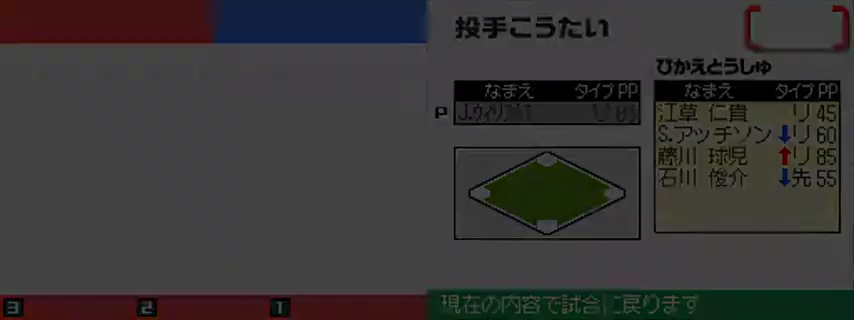 投手こうたい
ひかえとうしゅ
なまえ タイプ PP
P
なまえ タイプ PP
江草 仁貴 リ 45
S.アッチソン ↓リ 60
藤川 球児 ↑リ 85
石川 俊介 ↓先 55
3 2 1
現在の内容で試合に戻ります